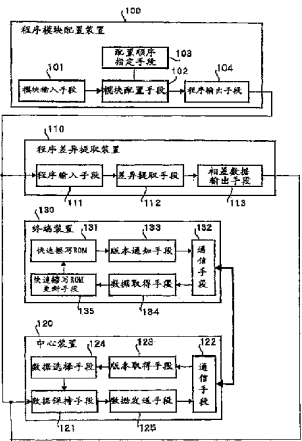 100
程序模块配置装置
配置顺序
指定手段
103
101
102
104
模块输入手段
模块配置手段
程序输出手段
110
程序差异提取装置
程序输入手段
差异提取手段
相差数据
输出手段
111
112
113
130
终端装置
131
133
132
快速擦写ROM
版本通知手段
通信手段
快速擦写ROM
更新手段
数据取得手段
135
134
120
中心装置
124
123
122
数据选择手段
版本取得手段
通信手段
数据保持手段
数据发送手段
121
125